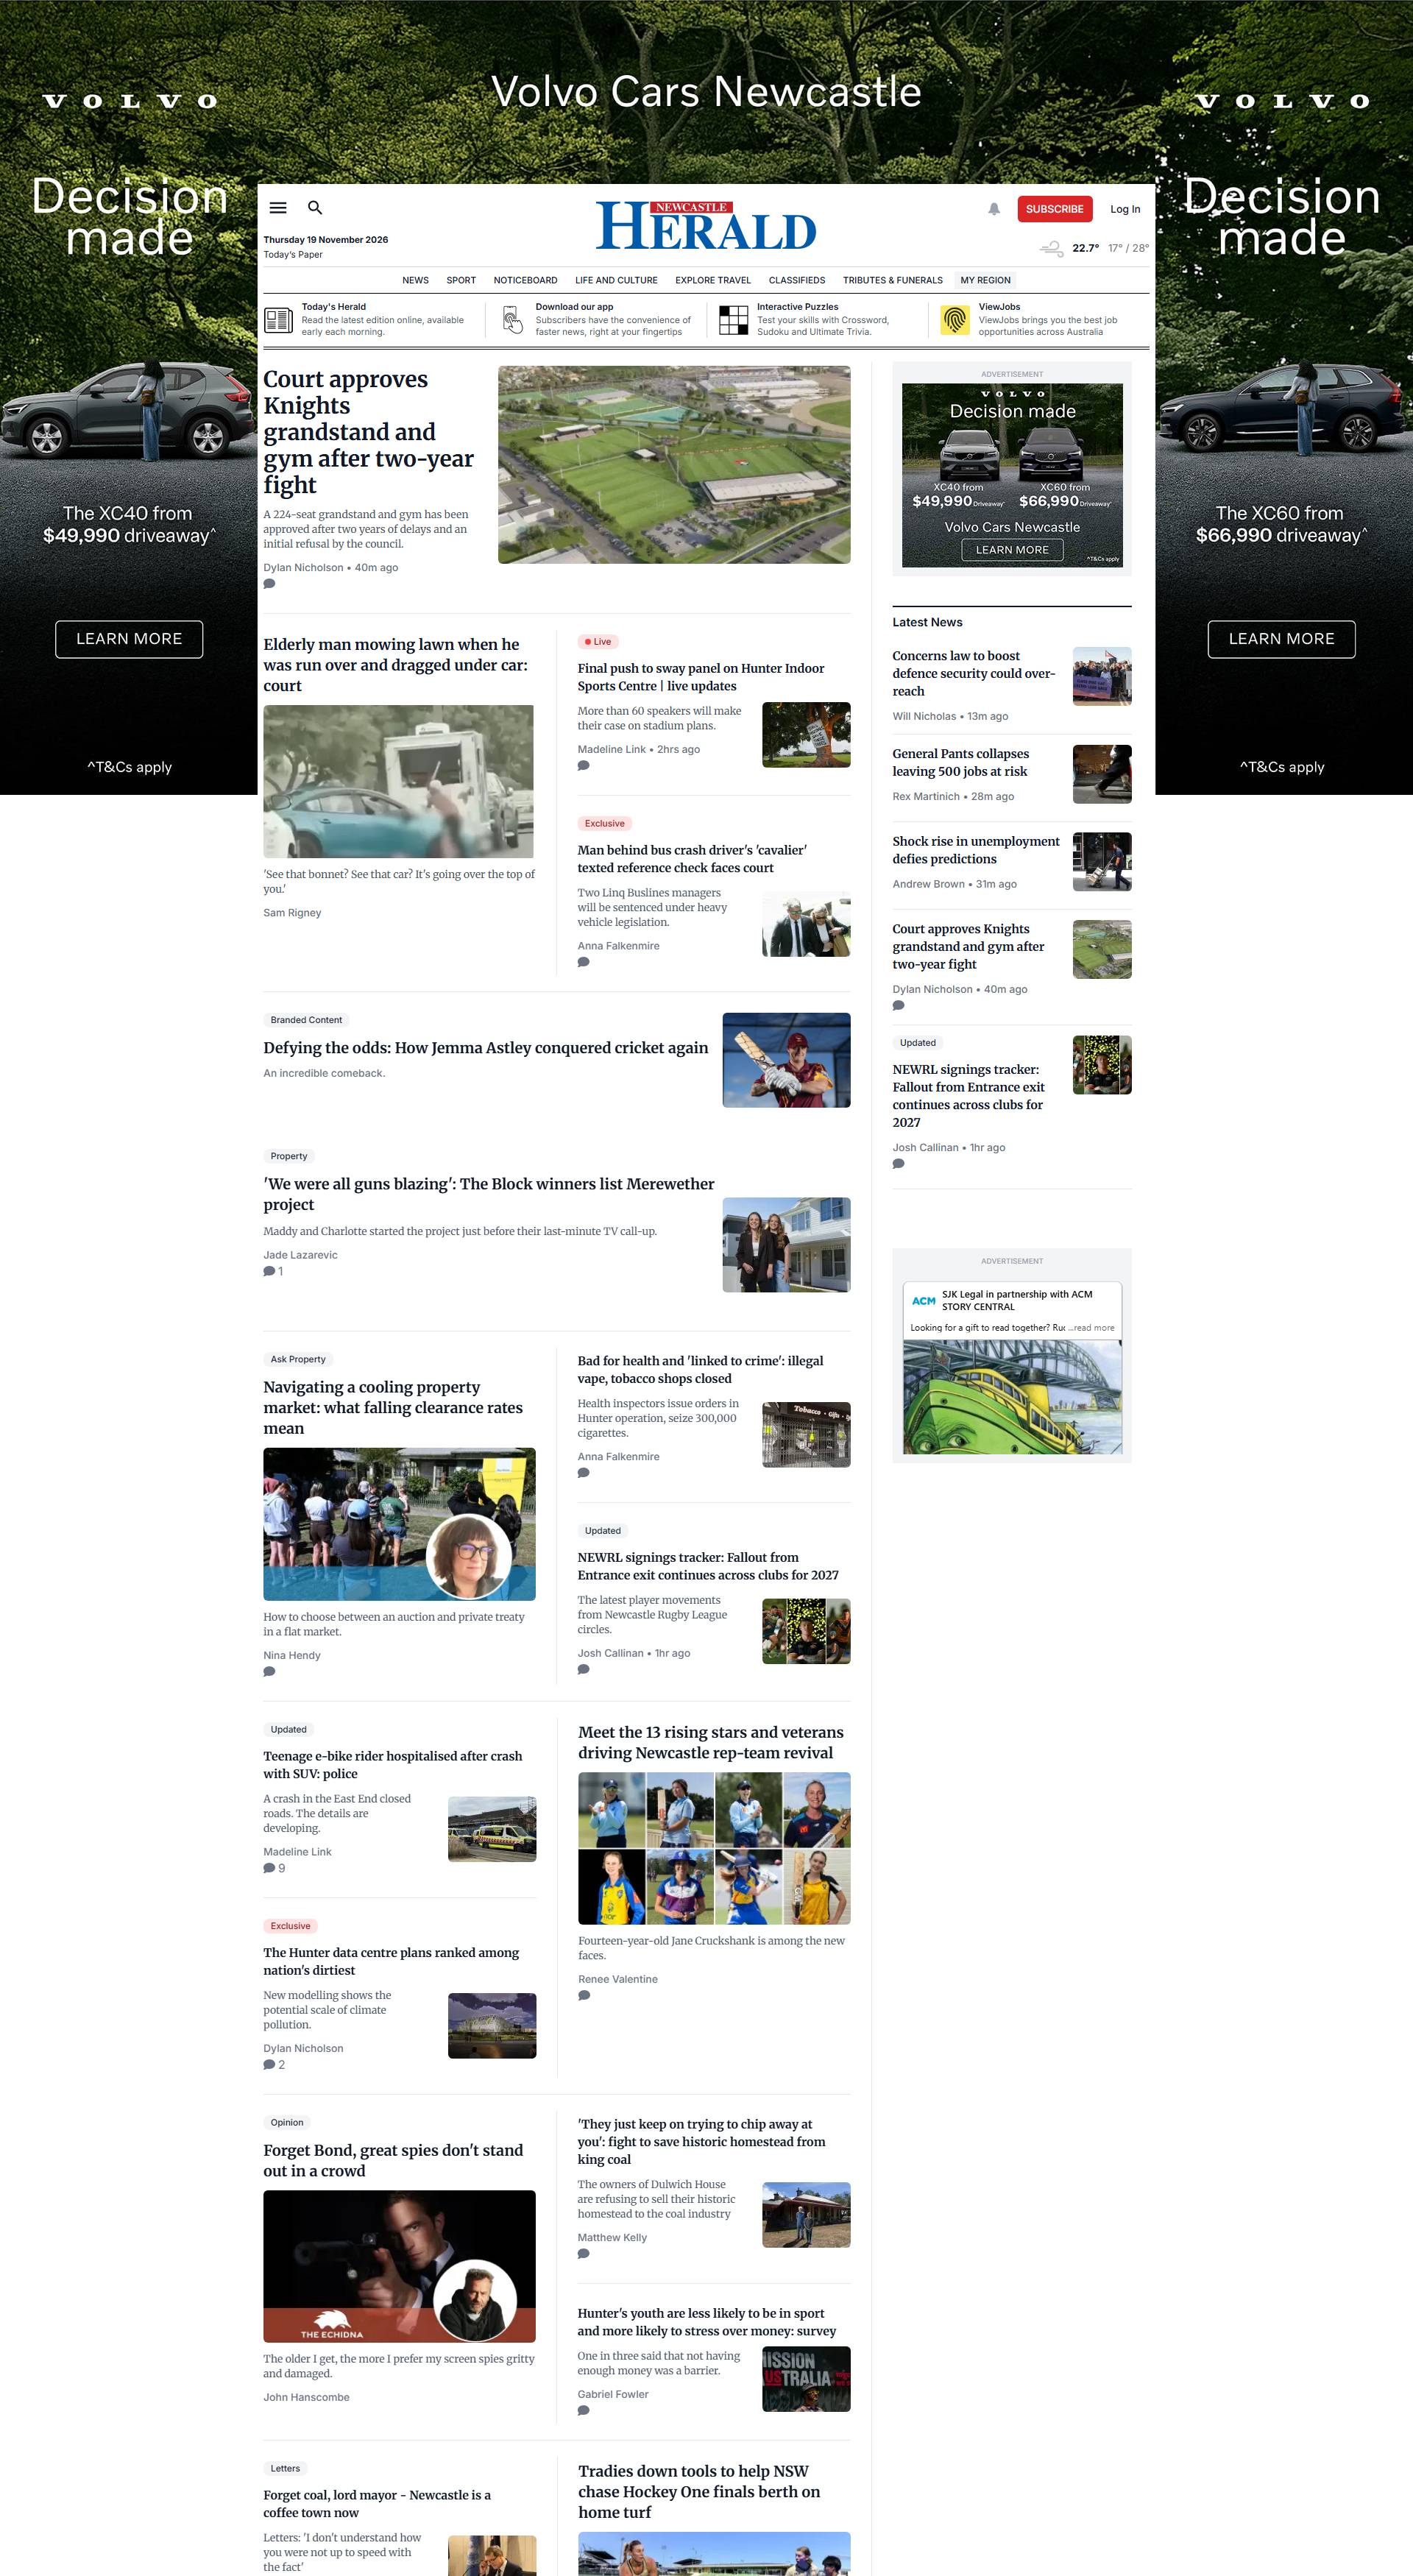 Volvo Cars Newcastle
VOLVO
Decision
made
The XC40 from
$49,990 driveaway^
LEARN MORE
^T&Cs apply
VOLVO
Decision
made
The XC60 from
$66,990 driveaway^
LEARN MORE
^T&Cs apply
NEWCASTLE
HERALD
SUBSCRIBE
Log In
Thursday 19 November 2026
Today's Paper
22.7° 17° / 28°
NEWS SPORT NOTICEBOARD LIFE AND CULTURE EXPLORE TRAVEL CLASSIFIEDS TRIBUTES & FUNERALS MY REGION
Today's Herald
Read the latest edition online, available
early each morning.
Download our app
Subscribers have the convenience of
faster news, right at your fingertips
Interactive Puzzles
Test your skills with Crossword,
Sudoku and Ultimate Trivia.
ViewJobs
ViewJobs brings you the best job
opportunities across Australia
Court approves
Knights
grandstand and
gym after two-year
fight
A 224-seat grandstand and gym has been
approved after two years of delays and an
initial refusal by the council.
Dylan Nicholson • 40m ago
Elderly man mowing lawn when he
was run over and dragged under car:
court
'See that bonnet? See that car? It's going over the top of
you.'
Sam Rigney
Live
Final push to sway panel on Hunter Indoor
Sports Centre | live updates
More than 60 speakers will make
their case on stadium plans.
Madeline Link • 2hrs ago
Exclusive
Man behind bus crash driver's 'cavalier'
texted reference check faces court
Two Linq Buslines managers
will be sentenced under heavy
vehicle legislation.
Anna Falkenmire
Branded Content
Defying the odds: How Jemma Astley conquered cricket again
An incredible comeback.
Property
'We were all guns blazing': The Block winners list Merewether
project
Maddy and Charlotte started the project just before their last-minute TV call-up.
Jade Lazarevic
1
Ask Property
Navigating a cooling property
market: what falling clearance rates
mean
How to choose between an auction and private treaty
in a flat market.
Nina Hendy
Bad for health and 'linked to crime': illegal
vape, tobacco shops closed
Health inspectors issue orders in
Hunter operation, seize 300,000
cigarettes.
Anna Falkenmire
Tobacco
Updated
NEWRL signings tracker: Fallout from
Entrance exit continues across clubs for 2027
The latest player movements
from Newcastle Rugby League
circles.
Josh Callinan • 1hr ago
Updated
Teenage e-bike rider hospitalised after crash
with SUV: police
A crash in the East End closed
roads. The details are
developing.
Madeline Link
9
Exclusive
The Hunter data centre plans ranked among
nation's dirtiest
New modelling shows the
potential scale of climate
pollution.
Dylan Nicholson
2
Meet the 13 rising stars and veterans
driving Newcastle rep-team revival
Fourteen-year-old Jane Cruckshank is among the new
faces.
Renee Valentine
Opinion
Forget Bond, great spies don't stand
out in a crowd
THE ECHIDNA
The older I get, the more I prefer my screen spies gritty
and damaged.
John Hanscombe
'They just keep on trying to chip away at
you': fight to save historic homestead from
king coal
The owners of Dulwich House
are refusing to sell their historic
homestead to the coal industry
Matthew Kelly
Hunter's youth are less likely to be in sport
and more likely to stress over money: survey
One in three said that not having
enough money was a barrier.
Gabriel Fowler
ISSION
USTRALIA
Letters
Forget coal, lord mayor - Newcastle is a
coffee town now
Letters: 'I don't understand how
you were not up to speed with
the fact'
Tradies down tools to help NSW
chase Hockey One finals berth on
home turf
ADVERTISEMENT
VOLVO
Decision made
XC40 from
$49,990 Driveaway^
XC60 from
$66,990 Driveaway^
Volvo Cars Newcastle
LEARN MORE
^T&Cs apply
Latest News
Concerns law to boost
defence security could over-
reach
Will Nicholas • 13m ago
General Pants collapses
leaving 500 jobs at risk
Rex Martinich • 28m ago
Shock rise in unemployment
defies predictions
Andrew Brown • 31m ago
Court approves Knights
grandstand and gym after
two-year fight
Dylan Nicholson • 40m ago
Updated
NEWRL signings tracker:
Fallout from Entrance exit
continues across clubs for
2027
Josh Callinan • 1hr ago
ADVERTISEMENT
ACM
SJK Legal in partnership with ACM
STORY CENTRAL
Looking for a gift to read together? Ru ...read more